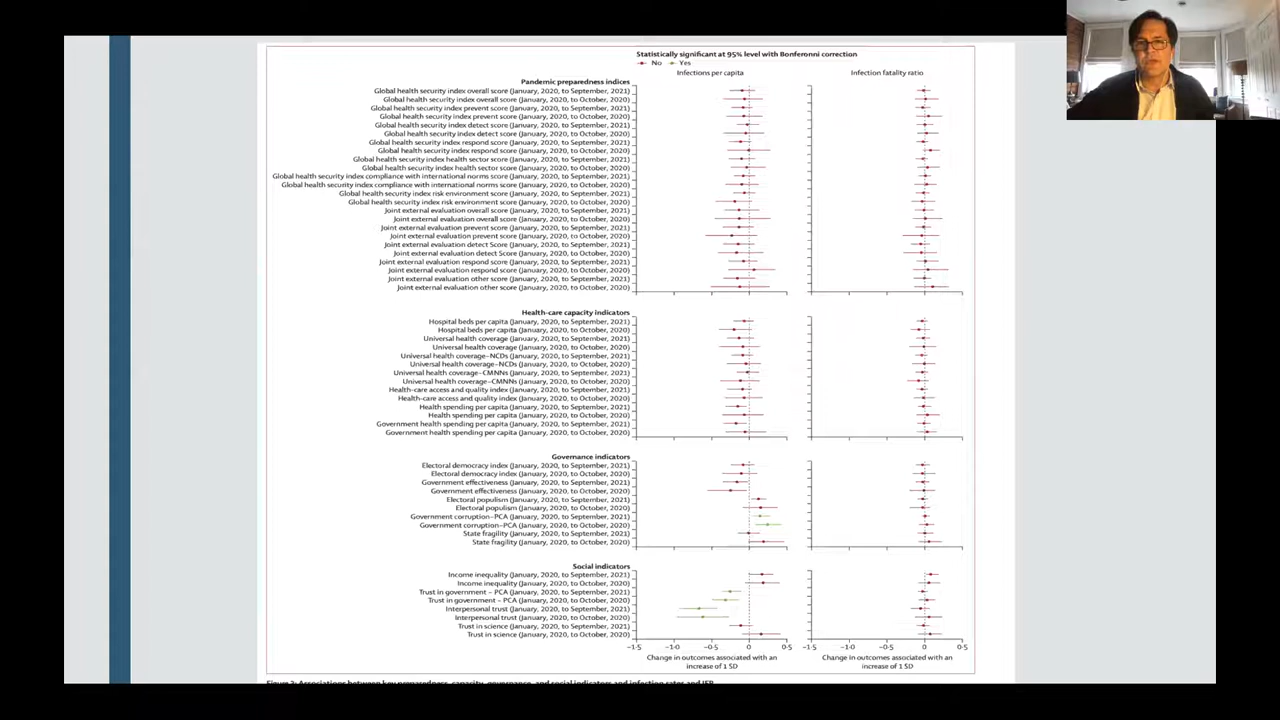 Statistically significant at 95% level with Bonferonni correction
No Yes
Infections per capita Infection fatality ratio
Pandemic preparedness indices
Global health security index overall score (January, 2020, to September, 2021)
Global health security index overall score (January, 2020, to October, 2020)
Global health security index prevent score (January, 2020, to September, 2021)
Global health security index prevent score (January, 2020, to October, 2020)
Global health security index detect score (January, 2020, to September, 2021)
Global health security index detect score (January, 2020, to October, 2020)
Global health security index respond score (January, 2020, to September, 2021)
Global health security index respond score (January, 2020, to October, 2020)
Global health security index health sector score (January, 2020, to September, 2021)
Global health security index health sector score (January, 2020, to October, 2020)
Global health security index compliance with international norms score (January, 2020, to September, 2021)
Global health security index compliance with international norms score (January, 2020, to October, 2020)
Global health security index risk environment score (January, 2020, to September, 2021)
Global health security index risk environment score (January, 2020, to October, 2020)
Joint external evaluation overall score (January, 2020, to September, 2021)
Joint external evaluation overall score (January, 2020, to October, 2020)
Joint external evaluation prevent score (January, 2020, to September, 2021)
Joint external evaluation prevent score (January, 2020, to October, 2020)
Joint external evaluation detect Score (January, 2020, to September, 2021)
Joint external evaluation detect Score (January, 2020, to October, 2020)
Joint external evaluation respond score (January, 2020, to September, 2021)
Joint external evaluation respond score (January, 2020, to October, 2020)
Joint external evaluation other score (January, 2020, to September, 2021)
Joint external evaluation other score (January, 2020, to October, 2020)
Health-care capacity indicators
Hospital beds per capita (January, 2020, to September, 2021)
Hospital beds per capita (January, 2020, to October, 2020)
Universal health coverage (January, 2020, to September, 2021)
Universal health coverage (January, 2020, to October, 2020)
Universal health coverage–NCDs (January, 2020, to September, 2021)
Universal health coverage–NCDs (January, 2020, to October, 2020)
Universal health coverage–CMNNs (January, 2020, to September, 2021)
Universal health coverage–CMNNs (January, 2020, to October, 2020)
Health-care access and quality index (January, 2020, to September, 2021)
Health-care access and quality index (January, 2020, to October, 2020)
Health spending per capita (January, 2020, to September, 2021)
Health spending per capita (January, 2020, to October, 2020)
Government health spending per capita (January, 2020, to September, 2021)
Government health spending per capita (January, 2020, to October, 2020)
Governance indicators
Electoral democracy index (January, 2020, to September, 2021)
Electoral democracy index (January, 2020, to October, 2020)
Government effectiveness (January, 2020, to September, 2021)
Government effectiveness (January, 2020, to October, 2020)
Electoral populism (January, 2020, to September, 2021)
Electoral populism (January, 2020, to October, 2020)
Government corruption–PCA (January, 2020, to September, 2021)
Government corruption–PCA (January, 2020, to October, 2020)
State fragility (January, 2020, to September, 2021)
State fragility (January, 2020, to October, 2020)
Social indicators
Income inequality (January, 2020, to September, 2021)
Income inequality (January, 2020, to October, 2020)
Trust in government – PCA (January, 2020, to September, 2021)
Trust in government – PCA (January, 2020, to October, 2020)
Interpersonal trust (January, 2020, to September, 2021)
Interpersonal trust (January, 2020, to October, 2020)
Trust in science (January, 2020, to September, 2021)
Trust in science (January, 2020, to October, 2020)
–1·5 –1·0 –0·5 0 0·5 –1·5 –1·0 –0·5 0 0·5
Change in outcomes associated with an Change in outcomes associated with an
increase of 1 SD increase of 1 SD
Figure 3: Associations between key preparedness, capacity, governance, and social indicators and infection rates and IFR